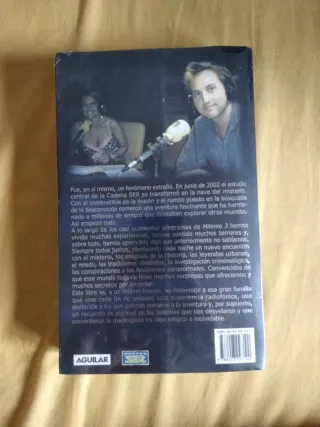 Fue, en sí mismo, un fenómeno extraño. En junio de 2002 el estudio
central de la Cadena SER se transformó en la nave del misterio.
Con el combustible de la ilusión y el rumbo puesto en la búsqueda
de lo desconocido comenzó una aventura fascinante que ha
nado a millones de amigos que deseaban explorar otros mundos.
Así empezó todo.
A lo largo de los casi quinientos programas de Milenio 3 hemos
vivido muchas experiencias, hemos sentido muchos temores y,
sobre todo, hemos aprendido algo que anteriormente no sabíamos.
Siempre todos juntos, planteando cada noche un nuevo encuentro
con el misterio, los enigmas de la historia, las leyendas urbanas,
el miedo, las tradiciones, la investigación criminológica,
las conspiraciones o los fenómenos paranormales. Convencidos de
que este mundo todavía tiene muchas sorpresas que ofrecernos y
muchos secretos por desvelar.
Este libro es, a un mismo tiempo, un homenaje a esa gran familia
que vive cada fin de semana esta experiencia radiofónica, una
invitación a los que quieran sumarse a la aventura y, por supuesto,
un recuerdo de algunas de las historias que nos desvelaron y que
convirtieron la madrugada en algo mágico e inolvidable.
AGUILAR